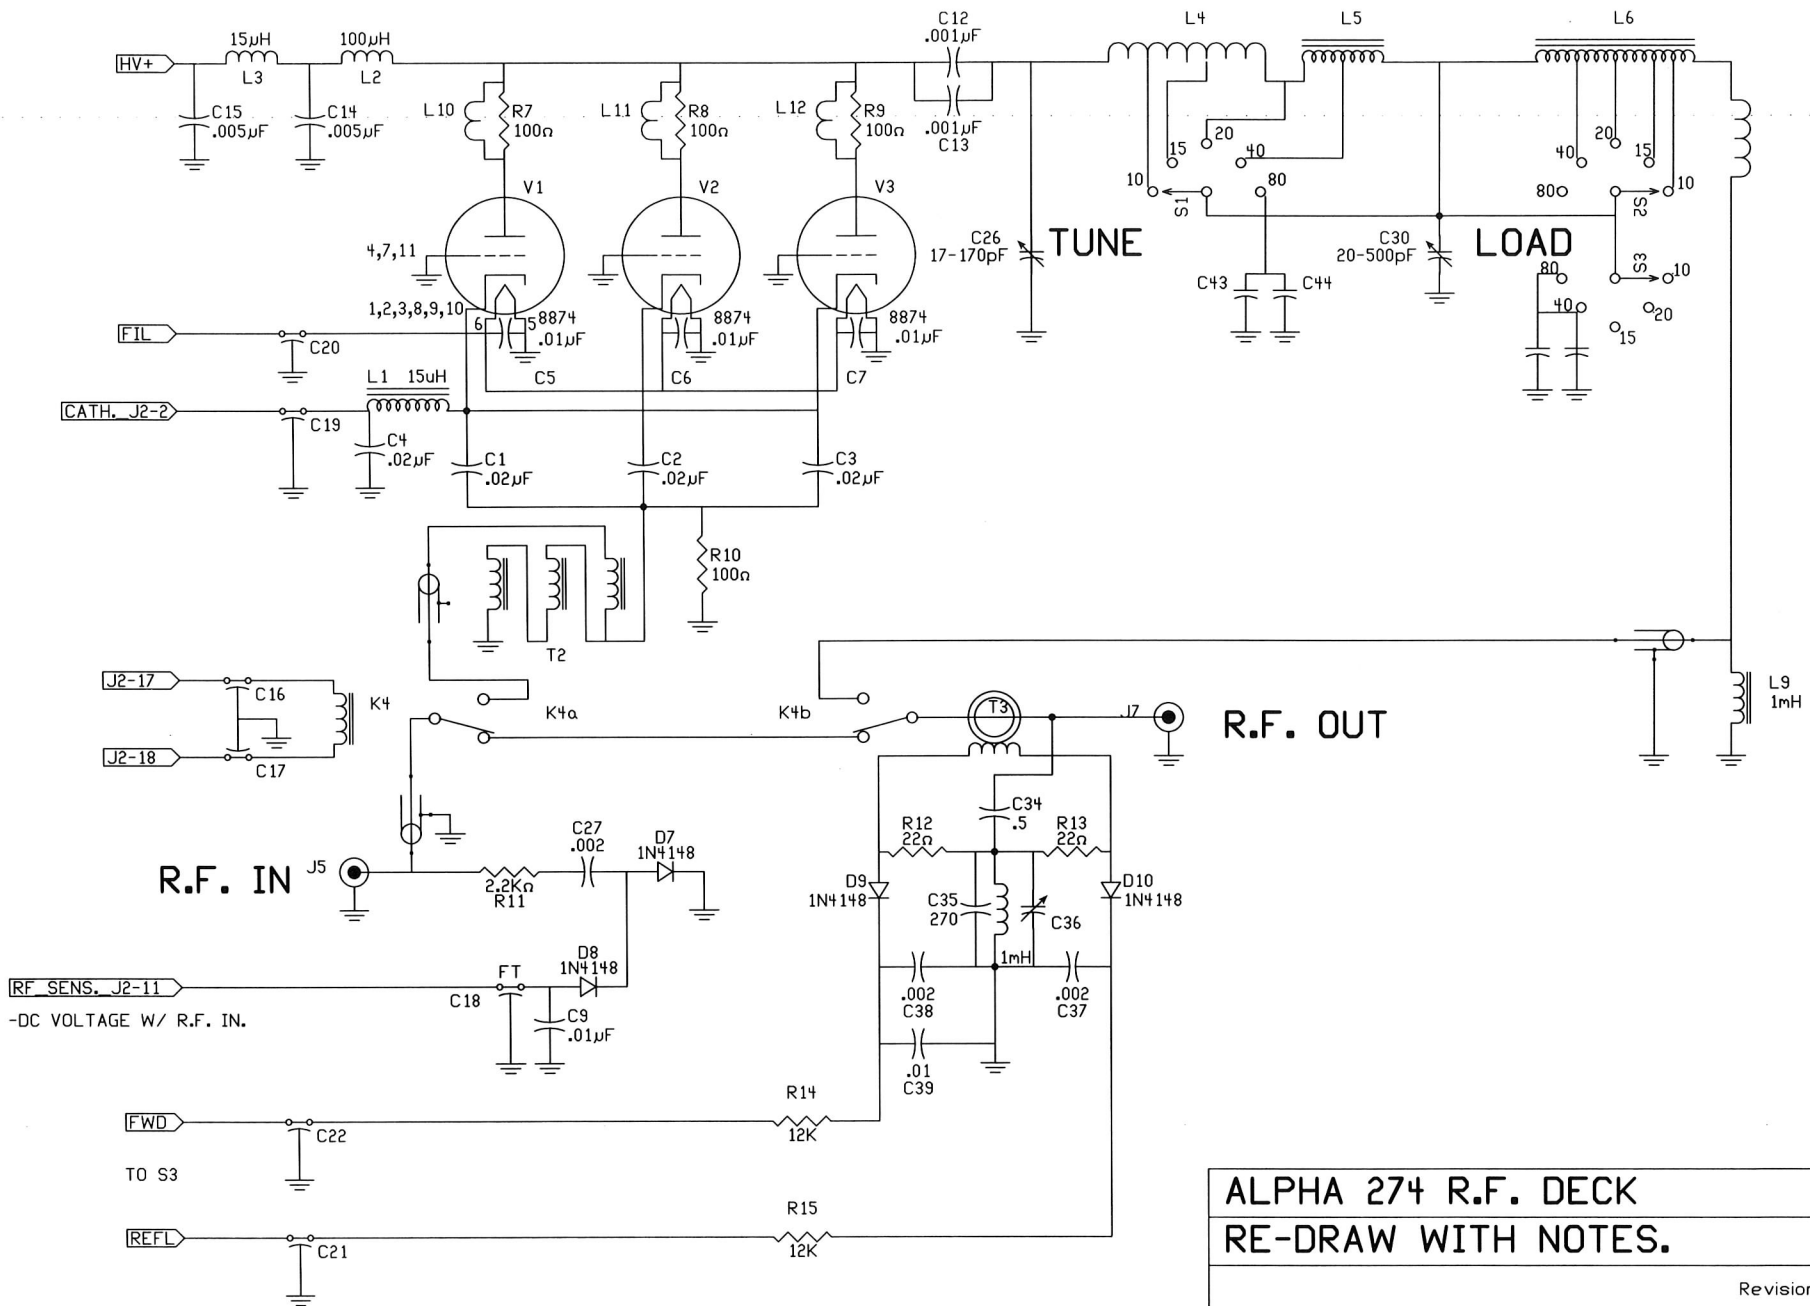 C12
.001µF
L4
L5
L6
15µH
100µH
HV+
L3
L2
C15
.005µF
C14
.005µF
L10
R7
100Ω
L11
R8
100Ω
L12
R9
100Ω
.001µF
C13
20
15
40
10
80
S1
20
40
15
80
10
S2
V1
V2
V3
4,7,11
C26
17-170pF
TUNE
C30
20-500pF
LOAD
S3
80
10
C43
C44
40
20
15
1,2,3,8,9,10
6
5
8874
.01µF
8874
.01µF
8874
.01µF
FIL
C20
L1 15uH
C5
C6
C7
CATH._J2-2
C19
C4
.02µF
C1
.02µF
C2
.02µF
C3
.02µF
R10
100Ω
T2
J2-17
C16
K4
K4a
K4b
T3
J7
R.F. OUT
L9
1mH
J2-18
C17
C34
.5
R12
22Ω
R13
22Ω
C27
.002
D7
1N4148
R.F. IN
J5
2.2KΩ
R11
D9
1N4148
C35
270
C36
D10
1N4148
1mH
D8
1N4148
FT
RF_SENS._J2-11
C18
-DC VOLTAGE W/ R.F. IN.
C9
.01µF
.002
C38
.002
C37
.01
C39
R14
FWD
C22
12K
TO S3
R15
REFL
C21
12K
ALPHA 274 R.F. DECK
RE-DRAW WITH NOTES.
Revision